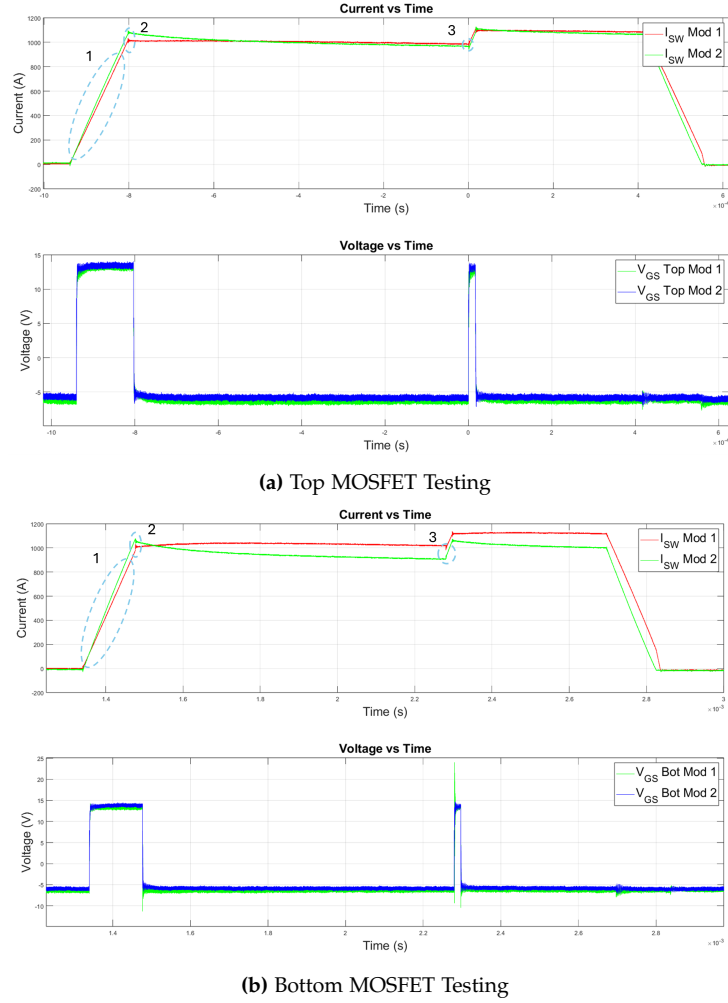 Current vs Time
1200
1000
800
600
400
200
0
-200
Current (A)
1
2
3
I_SW Mod 1
I_SW Mod 2
-10 -8 -6 -4 -2 0 2 4 6
Time (s)
Voltage vs Time
15
10
5
0
-5
Voltage (V)
V_GS Top Mod 1
V_GS Top Mod 2
-10 -8 -6 -4 -2 0 2 4 6
Time (s)
(a) Top MOSFET Testing
Current vs Time
1200
1000
800
600
400
200
0
-200
Current (A)
1
2
3
I_SW Mod 1
I_SW Mod 2
1.4 1.6 1.8 2 2.2 2.4 2.6 2.8 3
×10⁻³
Time (s)
Voltage vs Time
25
20
15
10
5
0
-5
-10
Voltage (V)
V_GS Bot Mod 1
V_GS Bot Mod 2
1.4 1.6 1.8 2 2.2 2.4 2.6 2.8 3
×10⁻³
Time (s)
(b) Bottom MOSFET Testing